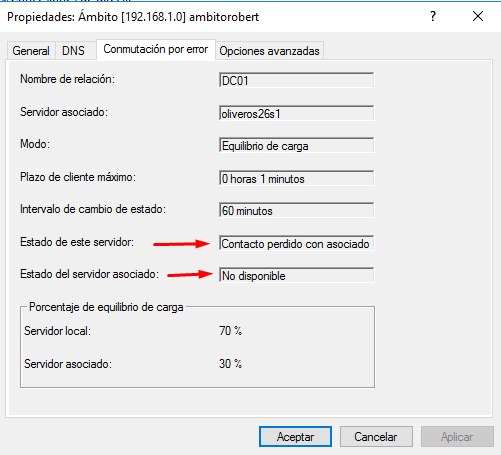 Propiedades: Ámbito [192.168.1.0] ambitorobert ? X
General DNS Conmutación por error Opciones avanzadas
Nombre de relación: DC01
Servidor asociado: oliveros26s1
Modo: Equilibrio de carga
Plazo de cliente máximo: 0 horas 1 minutos
Intervalo de cambio de estado: 60 minutos
Estado de este servidor: Contacto perdido con asociado
Estado del servidor asociado: No disponible
Porcentaje de equilibrio de carga
Servidor local: 70 %
Servidor asociado: 30 %
Aceptar Cancelar Aplicar